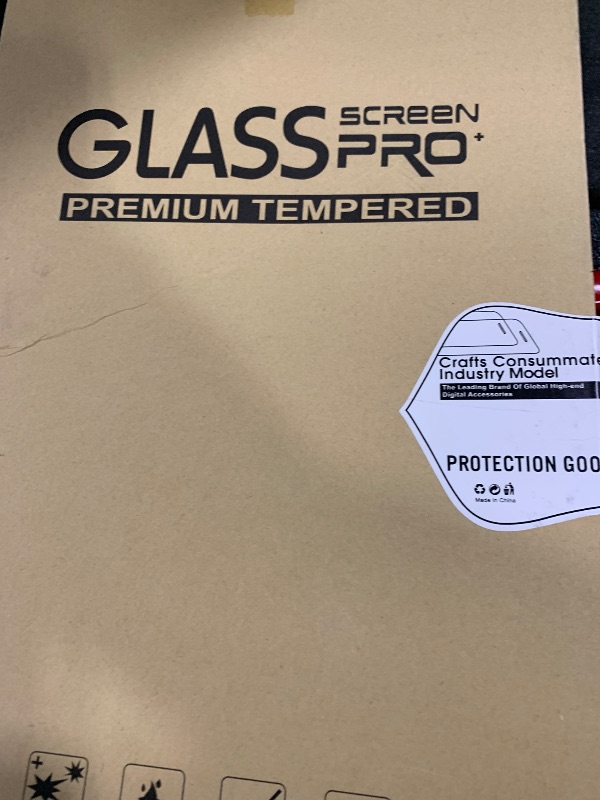 GLASS SCREEN
PRO+
PREMIUM TEMPERED
Crafts Consummate
Industry Model
The Leading Brand Of Global High-end
Digital Accessories
PROTECTION GOO
Made in China